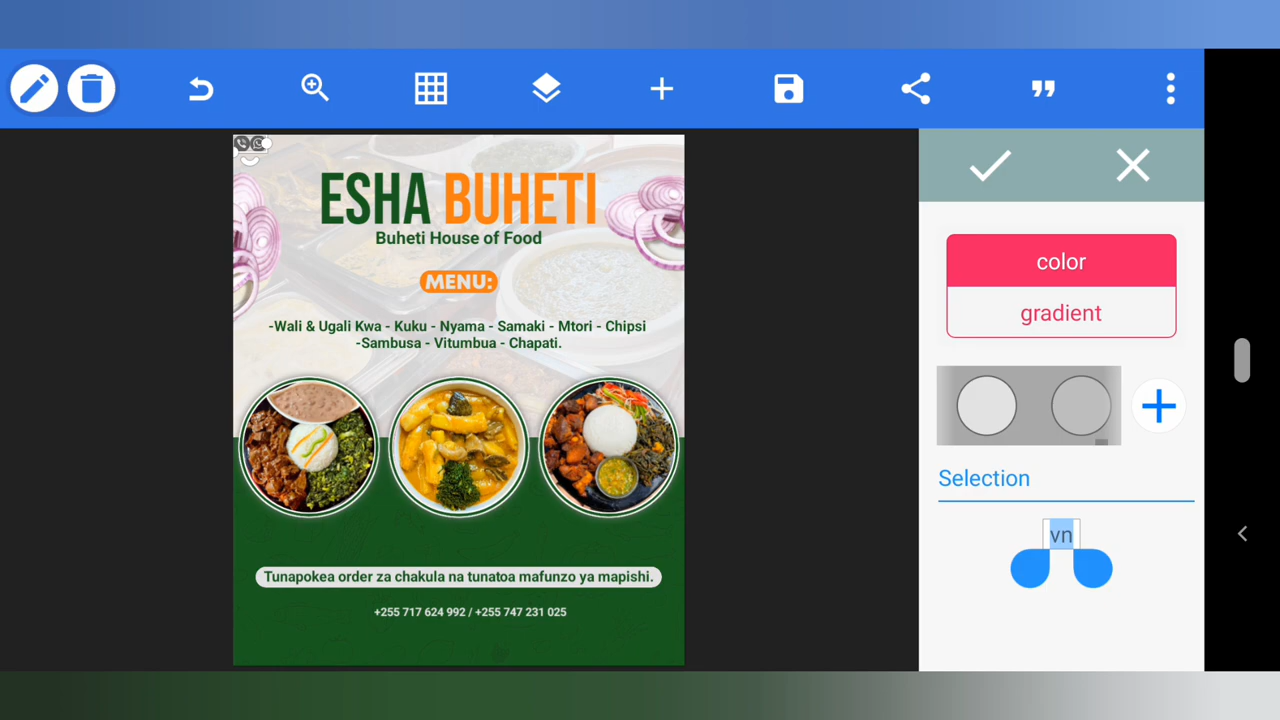 ESHA BUHETI
Buheti House of Food
MENU:
-Wali & Ugali Kwa - Kuku - Nyama - Samaki - Mtori - Chipsi
-Sambusa - Vitumbua - Chapati.
Tunapokea order za chakula na tunatoa mafunzo ya mapishi.
+255 717 624 992 / +255 747 231 025
color
gradient
Selection
vn